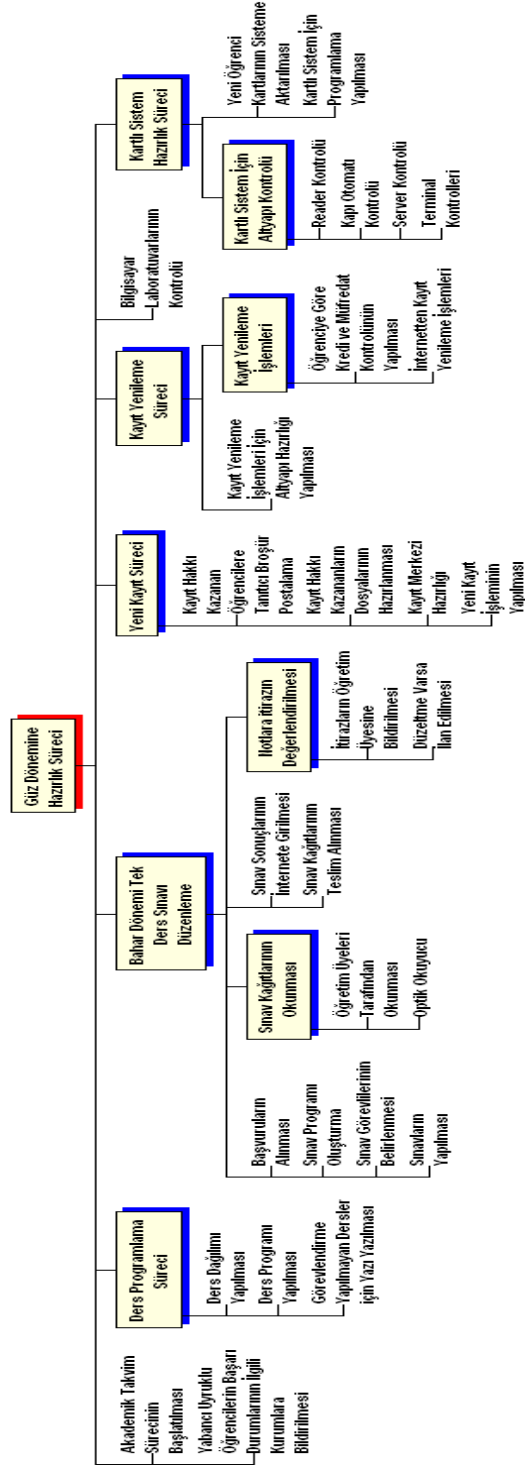 Güz Dönemine
Hazırlık Süreci
Akademik Takvim
Sürecinin
Başlatılması
Yabancı Uyruklu
Öğrencilerin Başarı
Durumlarının İlgili
Kurumlara
Bildirilmesi
Ders Programlama
Süreci
Ders Dağılımı
Yapılması
Ders Programı
Yapılması
Görevlendirme
Yapılmayan Dersler
için Yazı Yazılması
Bahar Dönemi Tek
Ders Sınavı
Düzenleme
Başvuruların
Alınması
Sınav Programı
Oluşturma
Sınav Görevlilerinin
Belirlenmesi
Sınavların
Yapılması
Sınav Kağıtlarının
Okunması
Öğretim Üyeleri
Tarafından
Okunması
Optik Okuyucu
Sınav Sonuçlarının
İnternete Girilmesi
Sınav Kağıtlarının
Teslim Alınması
Notlara itirazın
Değerlendirilmesi
İtirazların Öğretim
Üyesine
Bildirilmesi
Düzeltme Varsa
İlan Edilmesi
Yeni Kayıt Süreci
Kayıt Hakkı
Kazanan
Öğrencilere
Tanıtıcı Broşür
Postalama
Kayıt Hakkı
Kazananların
Dosyalarının
Hazırlanması
Kayıt Merkezi
Hazırlığı
Yeni Kayıt
İşleminin
Yapılması
Kayıt Yenileme
Süreci
Kayıt Yenileme
İşlemleri İçin
Altyapı Hazırlığı
Yapılması
Kayıt Yenileme
İşlemleri
Öğrenciye Göre
Kredi ve Müfredat
Kontrolünün
Yapılması
İnternetten Kayıt
Yenileme İşlemleri
Bilgisayar
Laboratuvarlarının
Kontrolü
Kartlı Sistem
Hazırlık Süreci
Kartlı Sistem İçin
Altyapı Kontrolü
Reader Kontrolü
Kapı Otomatı
Kontrolü
Server Kontrolü
Terminal
Kontrolleri
Yeni Öğrenci
Kartlarının Sisteme
Aktarılması
Kartlı Sistem İçin
Programlama
Yapılması